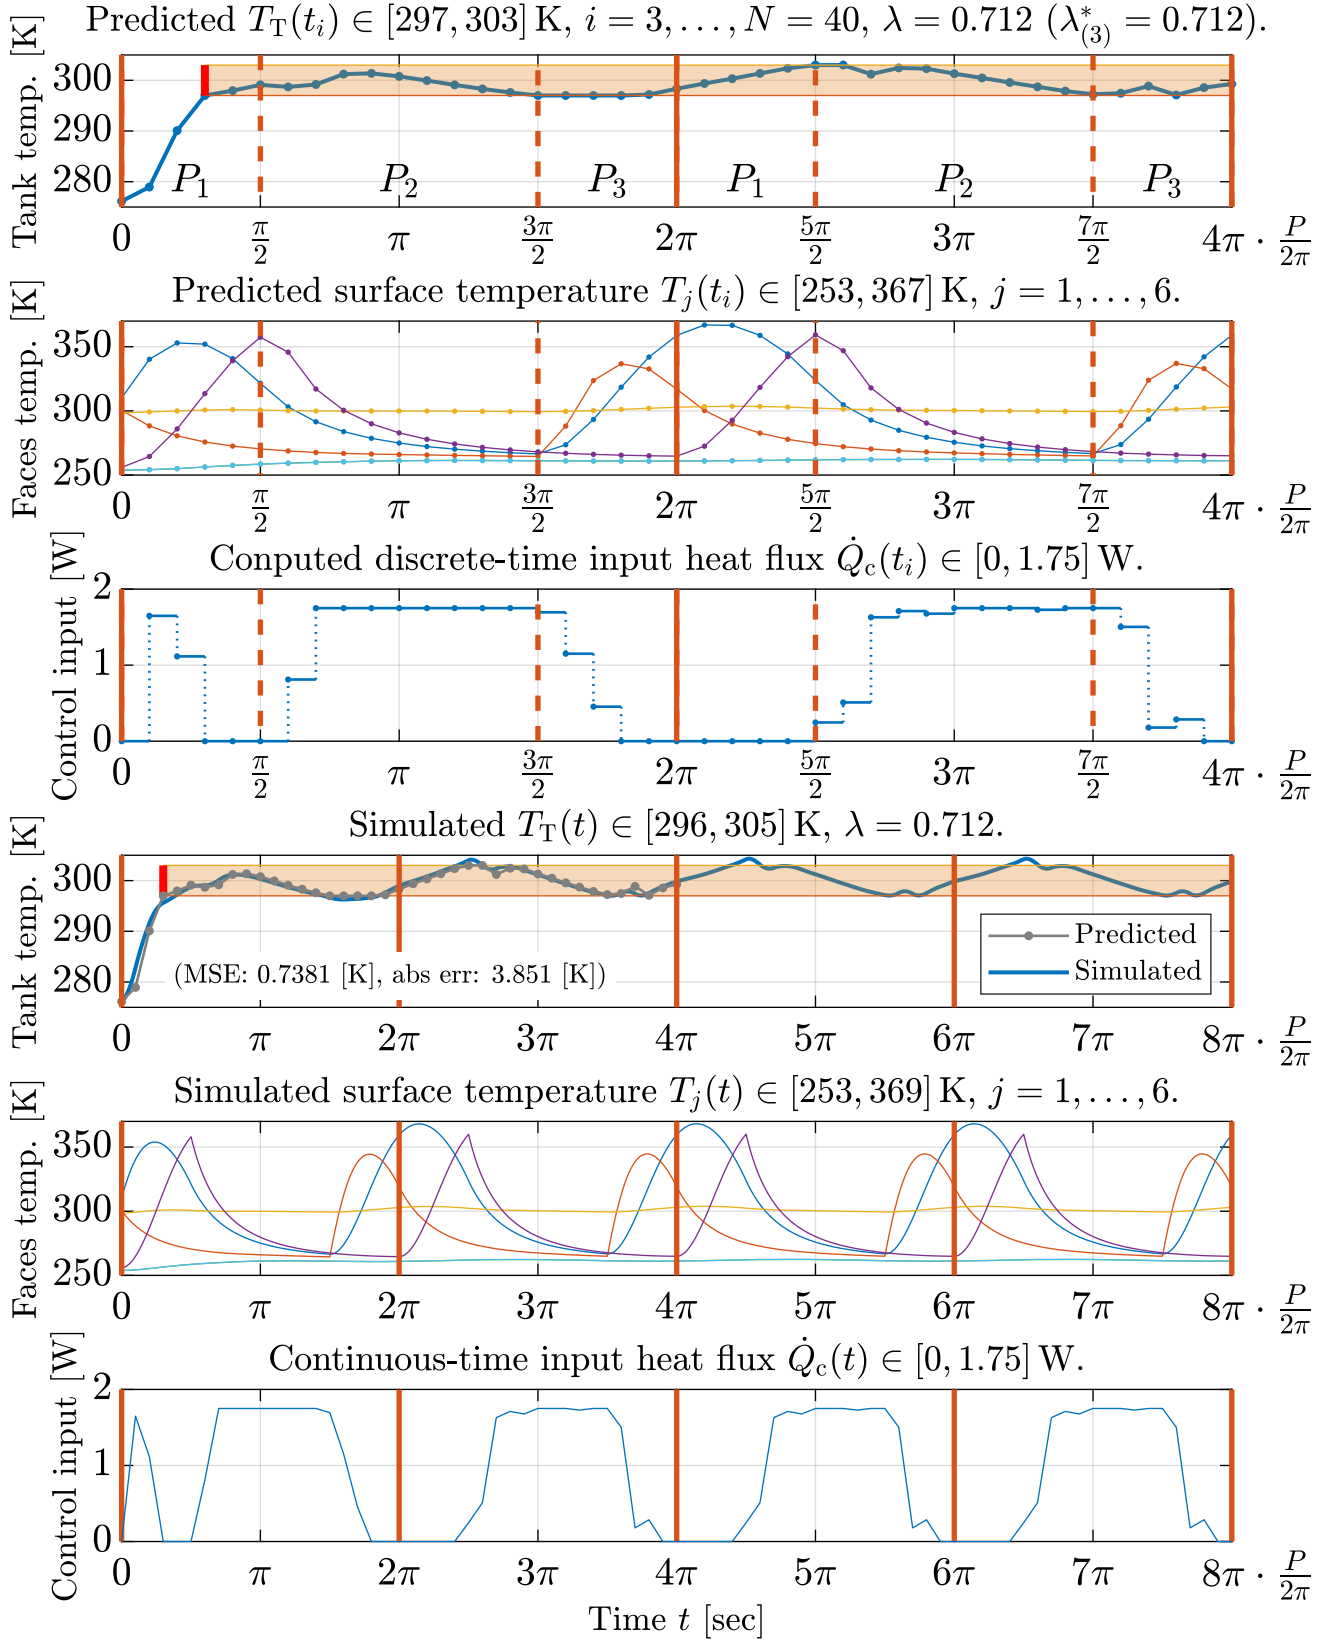 Predicted T_T(t_i) ∈ [297, 303] K, i = 3, . . . , N = 40, λ = 0.712 (λ*_(3) = 0.712).
Tank temp. [K]
300
290
280
P_1 P_2 P_3 P_1 P_2 P_3
0 π/2 π 3π/2 2π 5π/2 3π 7π/2 4π · P/2π
Predicted surface temperature T_j(t_i) ∈ [253, 367] K, j = 1, . . . , 6.
Faces temp. [K]
350
300
250
0 π/2 π 3π/2 2π 5π/2 3π 7π/2 4π · P/2π
Conputed discrete-time input heat flux Q̇_c(t_i) ∈ [0, 1.75] W.
Control input [W]
2
1
0
0 π/2 π 3π/2 2π 5π/2 3π 7π/2 4π · P/2π
Simulated T_T(t) ∈ [296, 305] K, λ = 0.712.
Tank temp. [K]
300
290
280
Predicted
Simulated
(MSE: 0.7381 [K], abs err: 3.851 [K])
0 π 2π 3π 4π 5π 6π 7π 8π · P/2π
Simulated surface temperature T_j(t) ∈ [253, 369] K, j = 1, . . . , 6.
Faces temp. [K]
350
300
250
0 π 2π 3π 4π 5π 6π 7π 8π · P/2π
Continuous-time input heat flux Q̇_c(t) ∈ [0, 1.75] W.
Control input [W]
2
1
0
0 π 2π 3π 4π 5π 6π 7π 8π · P/2π
Time t [sec]